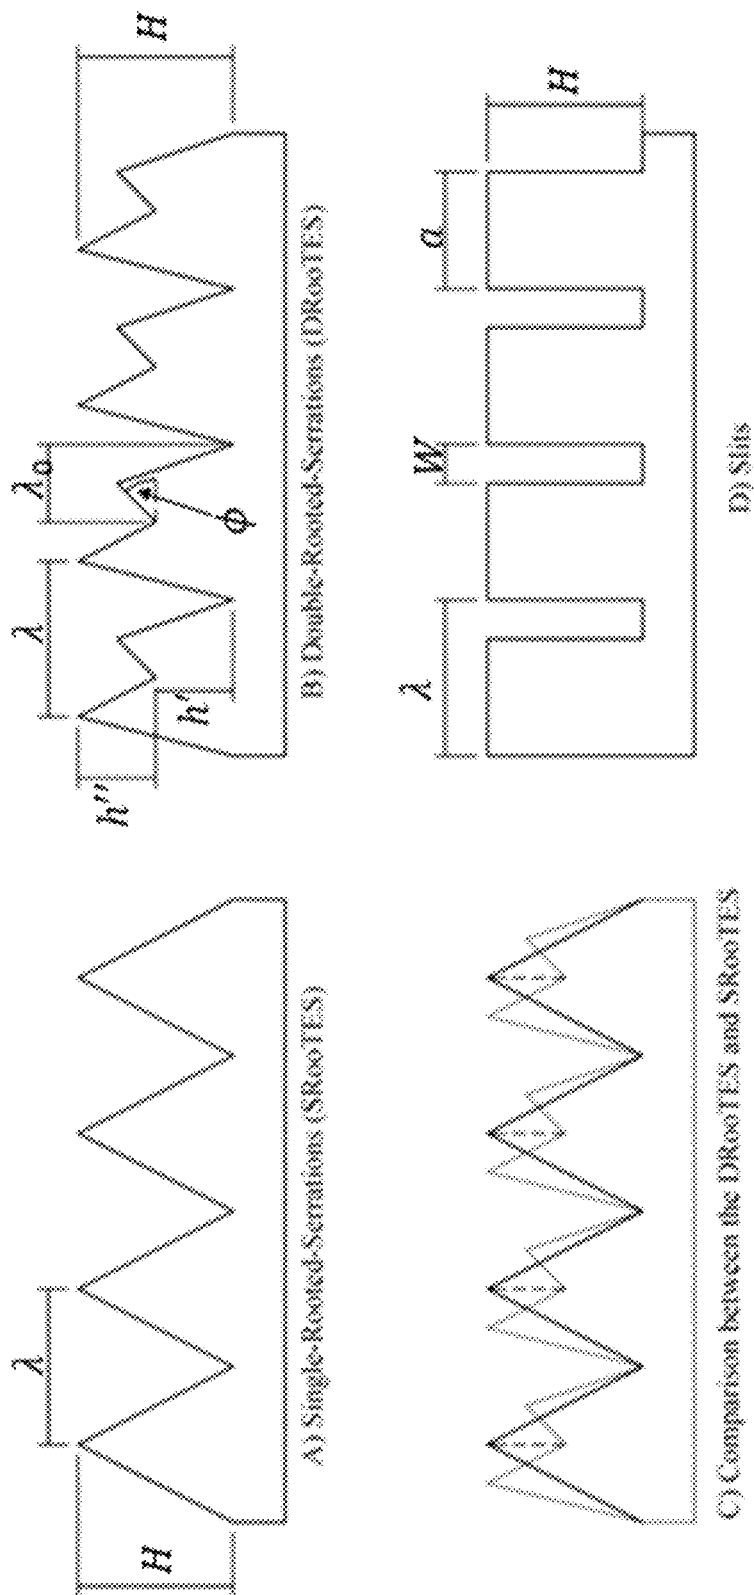 λ
H
A) Single-Rooted-Serrations (SRooTES)
λ
λ₀
H
h″
h′
Φ
B) Double-Rooted-Serrations (DRooTES)
C) Comparison between the DRooTES and SRooTES
λ
W
a
H
D) Slits